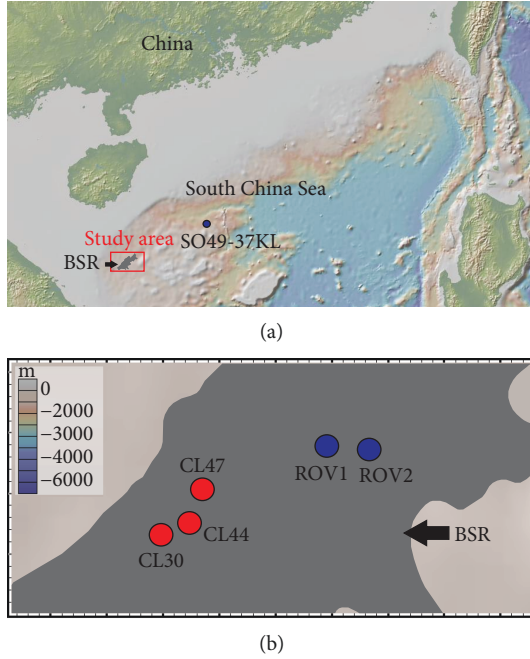 China
South China Sea
SO49-37KL
Study area
BSR
(a)
m
0
−2000
−3000
−4000
−6000
ROV1
ROV2
CL47
CL44
CL30
BSR
(b)